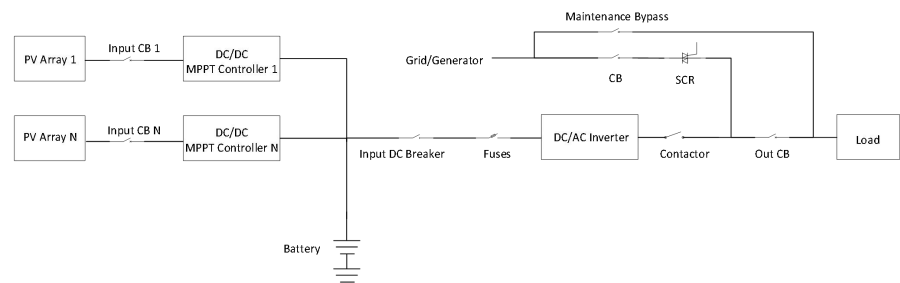 Maintenance Bypass
Input CB 1
PV Array 1
DC/DC
MPPT Controller 1
Grid/Generator
CB
SCR
Input CB N
PV Array N
DC/DC
MPPT Controller N
Input DC Breaker
Fuses
DC/AC Inverter
Contactor
Out CB
Load
Battery